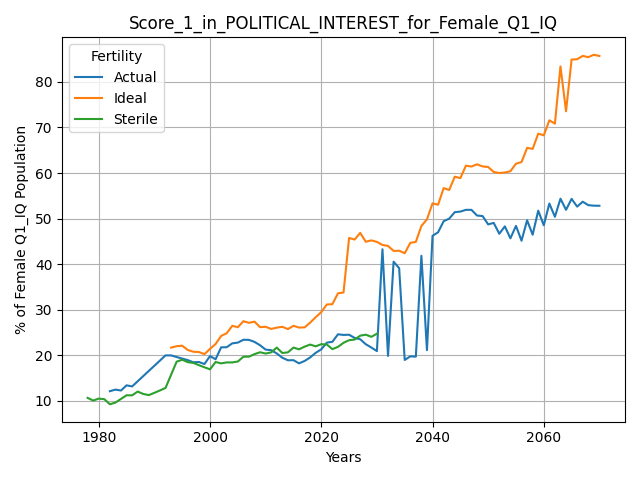 Score_1_in_POLITICAL_INTEREST_for_Female_Q1_IQ
Fertility
Actual
Ideal
Sterile
% of Female Q1_IQ Population
80
70
60
50
40
30
20
10
1980
2000
2020
2040
2060
Years